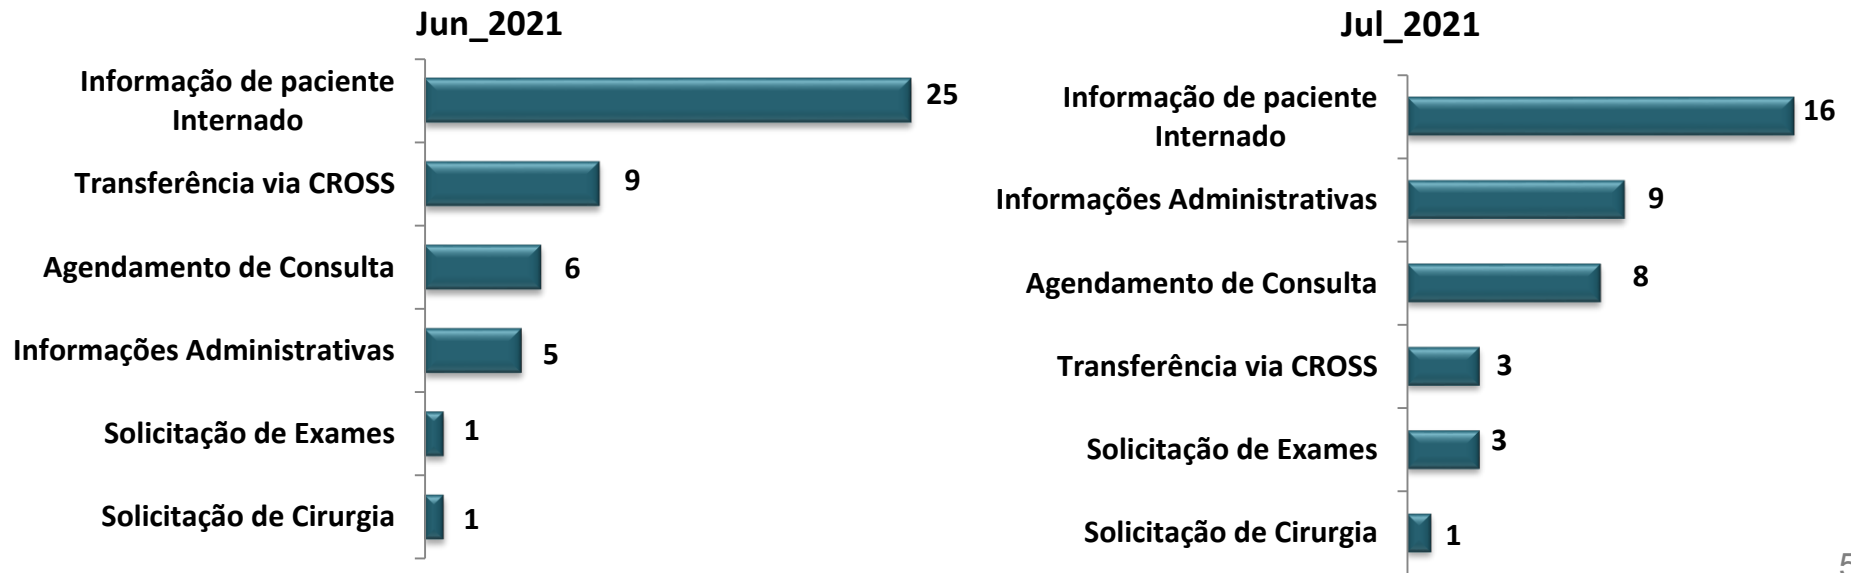 Jun_2021
Informação de paciente
Internado
25
Transferência via CROSS
9
Agendamento de Consulta
6
Informações Administrativas
5
Solicitação de Exames
1
Solicitação de Cirurgia
1
Jul_2021
Informação de paciente
Internado
16
Informações Administrativas
9
Agendamento de Consulta
8
Transferência via CROSS
3
Solicitação de Exames
3
Solicitação de Cirurgia
1
5